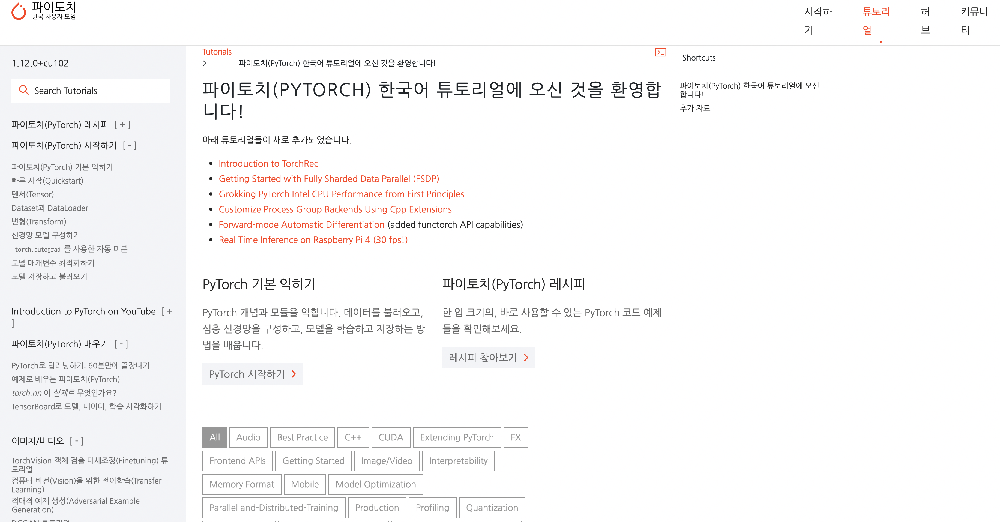 파이토치
한국 사용자 모임
시작하
기
튜토리
얼
허
브
커뮤니
티
1.12.0+cu102
Search Tutorials
파이토치(PyTorch) 레시피 [ + ]
파이토치(PyTorch) 시작하기 [ - ]
파이토치(PyTorch) 기본 익히기
빠른 시작(Quickstart)
텐서(Tensor)
Dataset과 DataLoader
변형(Transform)
신경망 모델 구성하기
torch.autograd 를 사용한 자동 미분
모델 매개변수 최적화하기
모델 저장하고 불러오기
Introduction to PyTorch on YouTube [ +
]
파이토치(PyTorch) 배우기 [ - ]
PyTorch로 딥러닝하기: 60분만에 끝장내기
예제로 배우는 파이토치(PyTorch)
torch.nn 이 실제로 무엇인가요?
TensorBoard로 모델, 데이터, 학습 시각화하기
이미지/비디오 [ - ]
TorchVision 객체 검출 미세조정(Finetuning) 튜
토리얼
컴퓨터 비전(Vision)을 위한 전이학습(Transfer
Learning)
적대적 예제 생성(Adversarial Example
Generation)
Tutorials
>
파이토치(PyTorch) 한국어 튜토리얼에 오신 것을 환영합니다!
파이토치(PYTORCH) 한국어 튜토리얼에 오신 것을 환영합
니다!
아래 튜토리얼들이 새로 추가되었습니다.
• Introduction to TorchRec
• Getting Started with Fully Sharded Data Parallel (FSDP)
• Grokking PyTorch Intel CPU Performance from First Principles
• Customize Process Group Backends Using Cpp Extensions
• Forward-mode Automatic Differentiation (added functorch API capabilities)
• Real Time Inference on Raspberry Pi 4 (30 fps!)
PyTorch 기본 익히기
PyTorch 개념과 모듈을 익힙니다. 데이터를 불러오고,
심층 신경망을 구성하고, 모델을 학습하고 저장하는 방
법을 배웁니다.
PyTorch 시작하기 >
파이토치(PyTorch) 레시피
한 입 크기의, 바로 사용할 수 있는 PyTorch 코드 예제
들을 확인해보세요.
레시피 찾아보기 >
All Audio Best Practice C++ CUDA Extending PyTorch FX
Frontend APIs Getting Started Image/Video Interpretability
Memory Format Mobile Model Optimization
Parallel and-Distributed-Training Production Profiling Quantization
Shortcuts
파이토치(PyTorch) 한국어 튜토리얼에 오신
합니다!
추가 자료